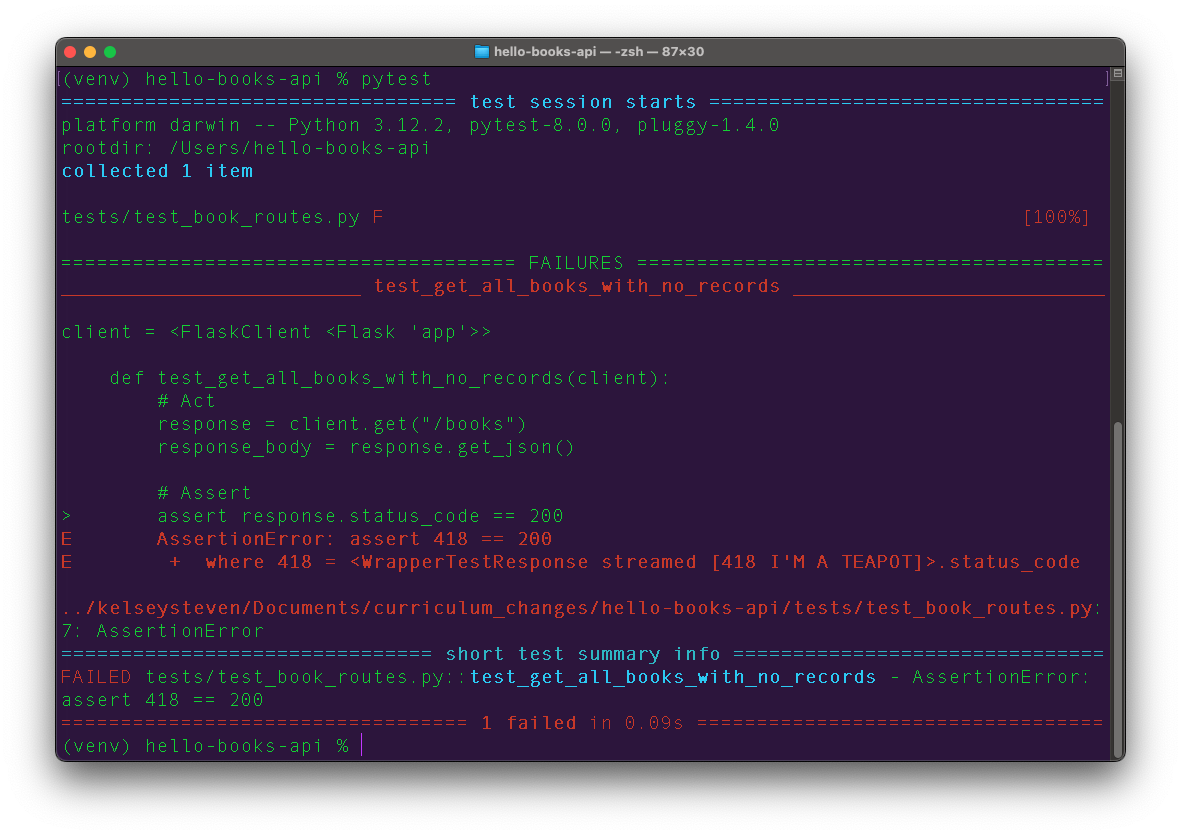 hello-books-api — -zsh — 87×30
[(venv) hello-books-api % pytest ]
================================= test session starts =================================
platform darwin -- Python 3.12.2, pytest-8.0.0, pluggy-1.4.0
rootdir: /Users/hello-books-api
collected 1 item
tests/test_book_routes.py F [100%]
====================================== FAILURES =======================================
_________________________ test_get_all_books_with_no_records __________________________
client = <FlaskClient <Flask 'app'>>
def test_get_all_books_with_no_records(client):
# Act
response = client.get("/books")
response_body = response.get_json()
# Assert
> assert response.status_code == 200
E AssertionError: assert 418 == 200
E + where 418 = <WrapperTestResponse streamed [418 I'M A TEAPOT]>.status_code
../kelseysteven/Documents/curriculum_changes/hello-books-api/tests/test_book_routes.py:
7: AssertionError
=============================== short test summary info ===============================
FAILED tests/test_book_routes.py::test_get_all_books_with_no_records - AssertionError:
assert 418 == 200
================================== 1 failed in 0.09s ==================================
(venv) hello-books-api %